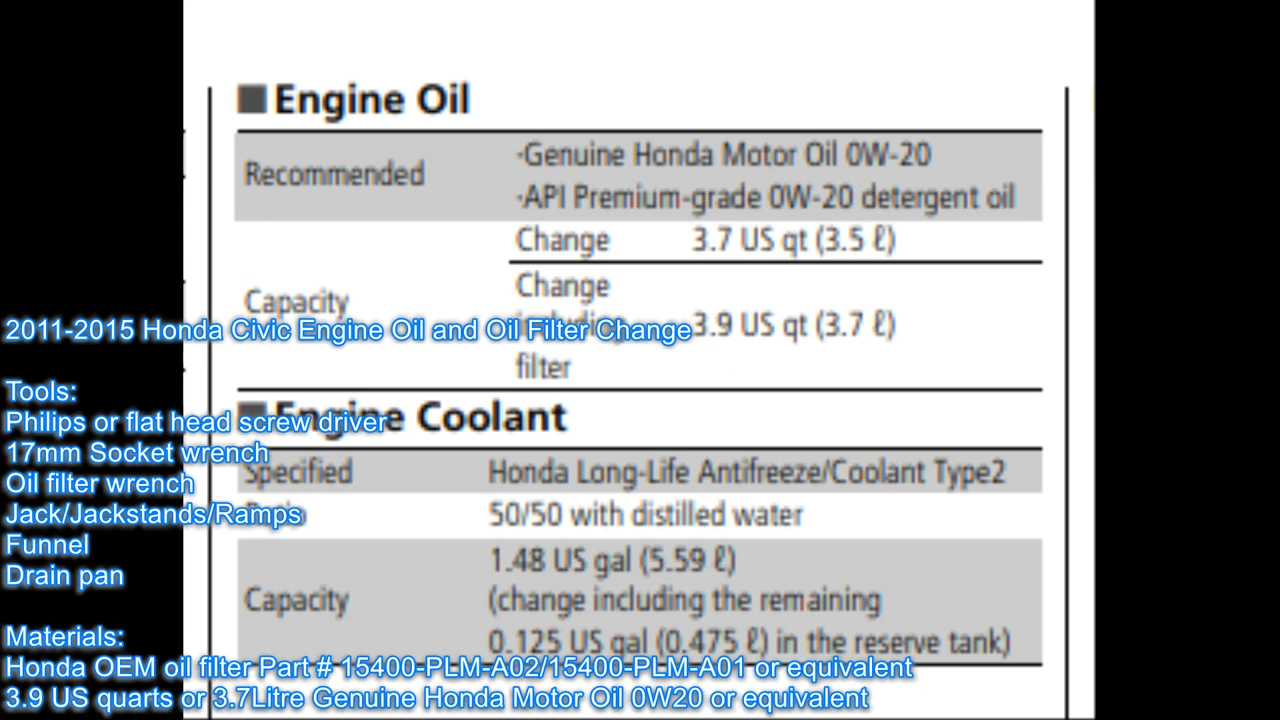 Engine Oil
Recommended
·Genuine Honda Motor Oil 0W-20
·API Premium-grade 0W-20 detergent oil
Capacity
Change 3.7 US qt (3.5 ℓ)
Change
including 3.9 US qt (3.7 ℓ)
filter
Engine Coolant
Specified Honda Long-Life Antifreeze/Coolant Type2
50/50 with distilled water
Capacity
1.48 US gal (5.59 ℓ)
(change including the remaining
0.125 US gal (0.475 ℓ) in the reserve tank)
2011-2015 Honda Civic Engine Oil and Oil Filter Change
Tools:
Philips or flat head screw driver
17mm Socket wrench
Oil filter wrench
Jack/Jackstands/Ramps
Funnel
Drain pan
Materials:
Honda OEM oil filter Part # 15400-PLM-A02/15400-PLM-A01 or equivalent
3.9 US quarts or 3.7Litre Genuine Honda Motor Oil 0W20 or equivalent